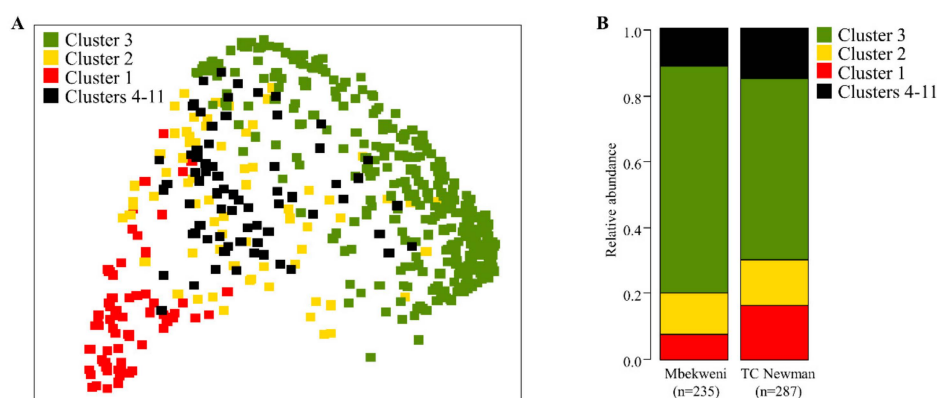 A
Cluster 3
Cluster 2
Cluster 1
Clusters 4-11
B
Relative abundance
1.0
0.8
0.6
0.4
0.2
0.0
Mbekweni
(n=235)
TC Newman
(n=287)
Cluster 3
Cluster 2
Cluster 1
Clusters 4-11